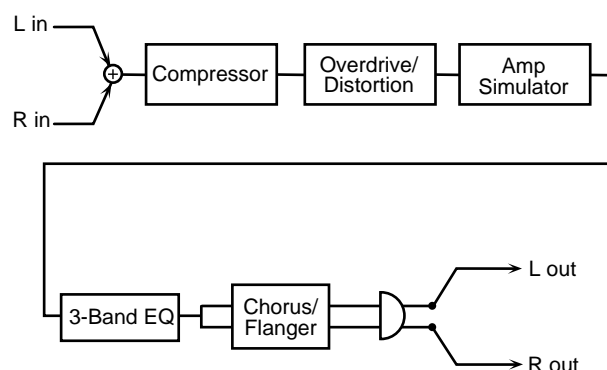 L in
+
Compressor
Overdrive/
Distortion
Amp
Simulator
R in
3-Band EQ
Chorus/
Flanger
L out
R out